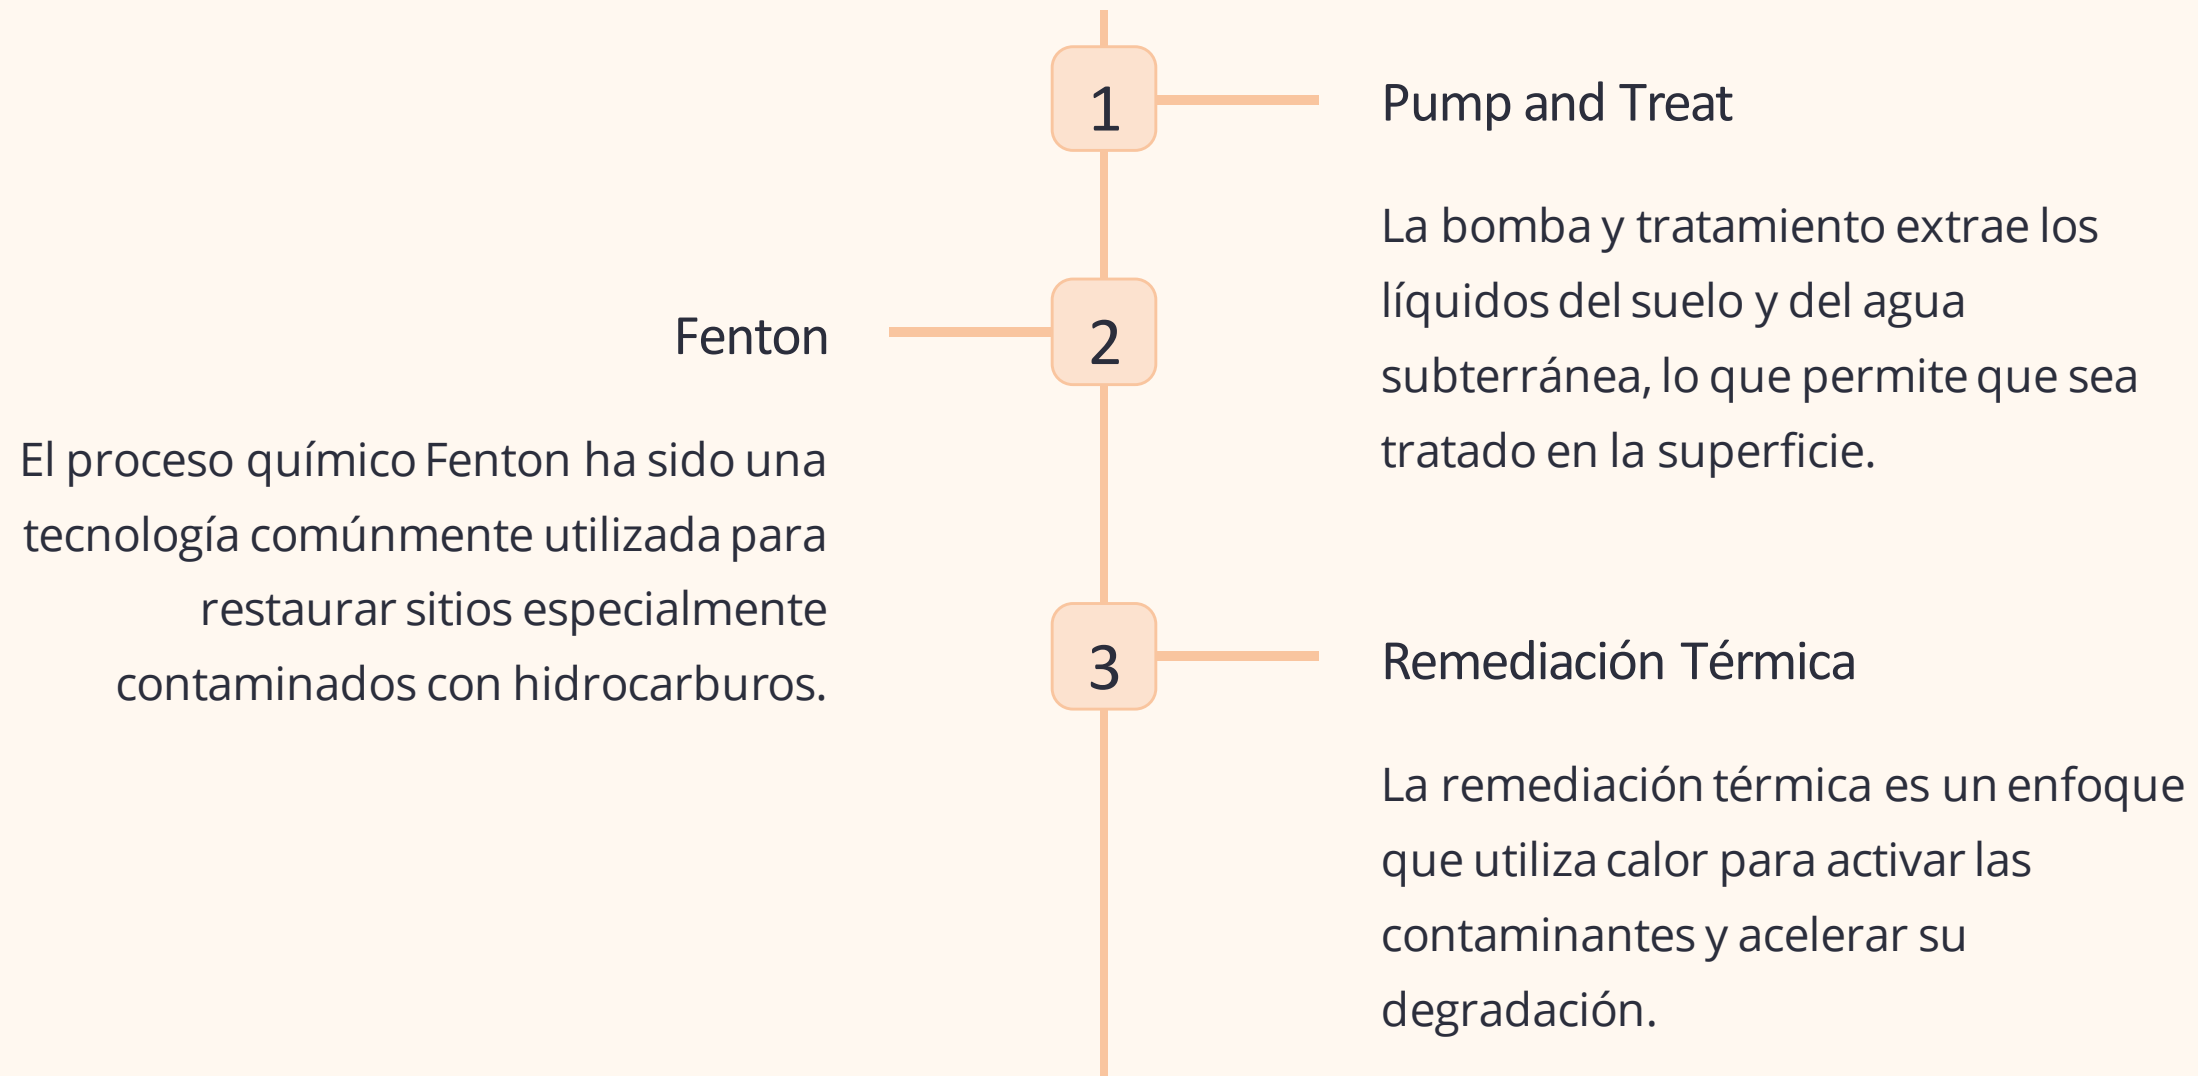 1
Pump and Treat
La bomba y tratamiento extrae los
líquidos del suelo y del agua
subterránea, lo que permite que sea
tratado en la superficie.
2
Fenton
El proceso químico Fenton ha sido una
tecnología comúnmente utilizada para
restaurar sitios especialmente
contaminados con hidrocarburos.
3
Remediación Térmica
La remediación térmica es un enfoque
que utiliza calor para activar las
contaminantes y acelerar su
degradación.